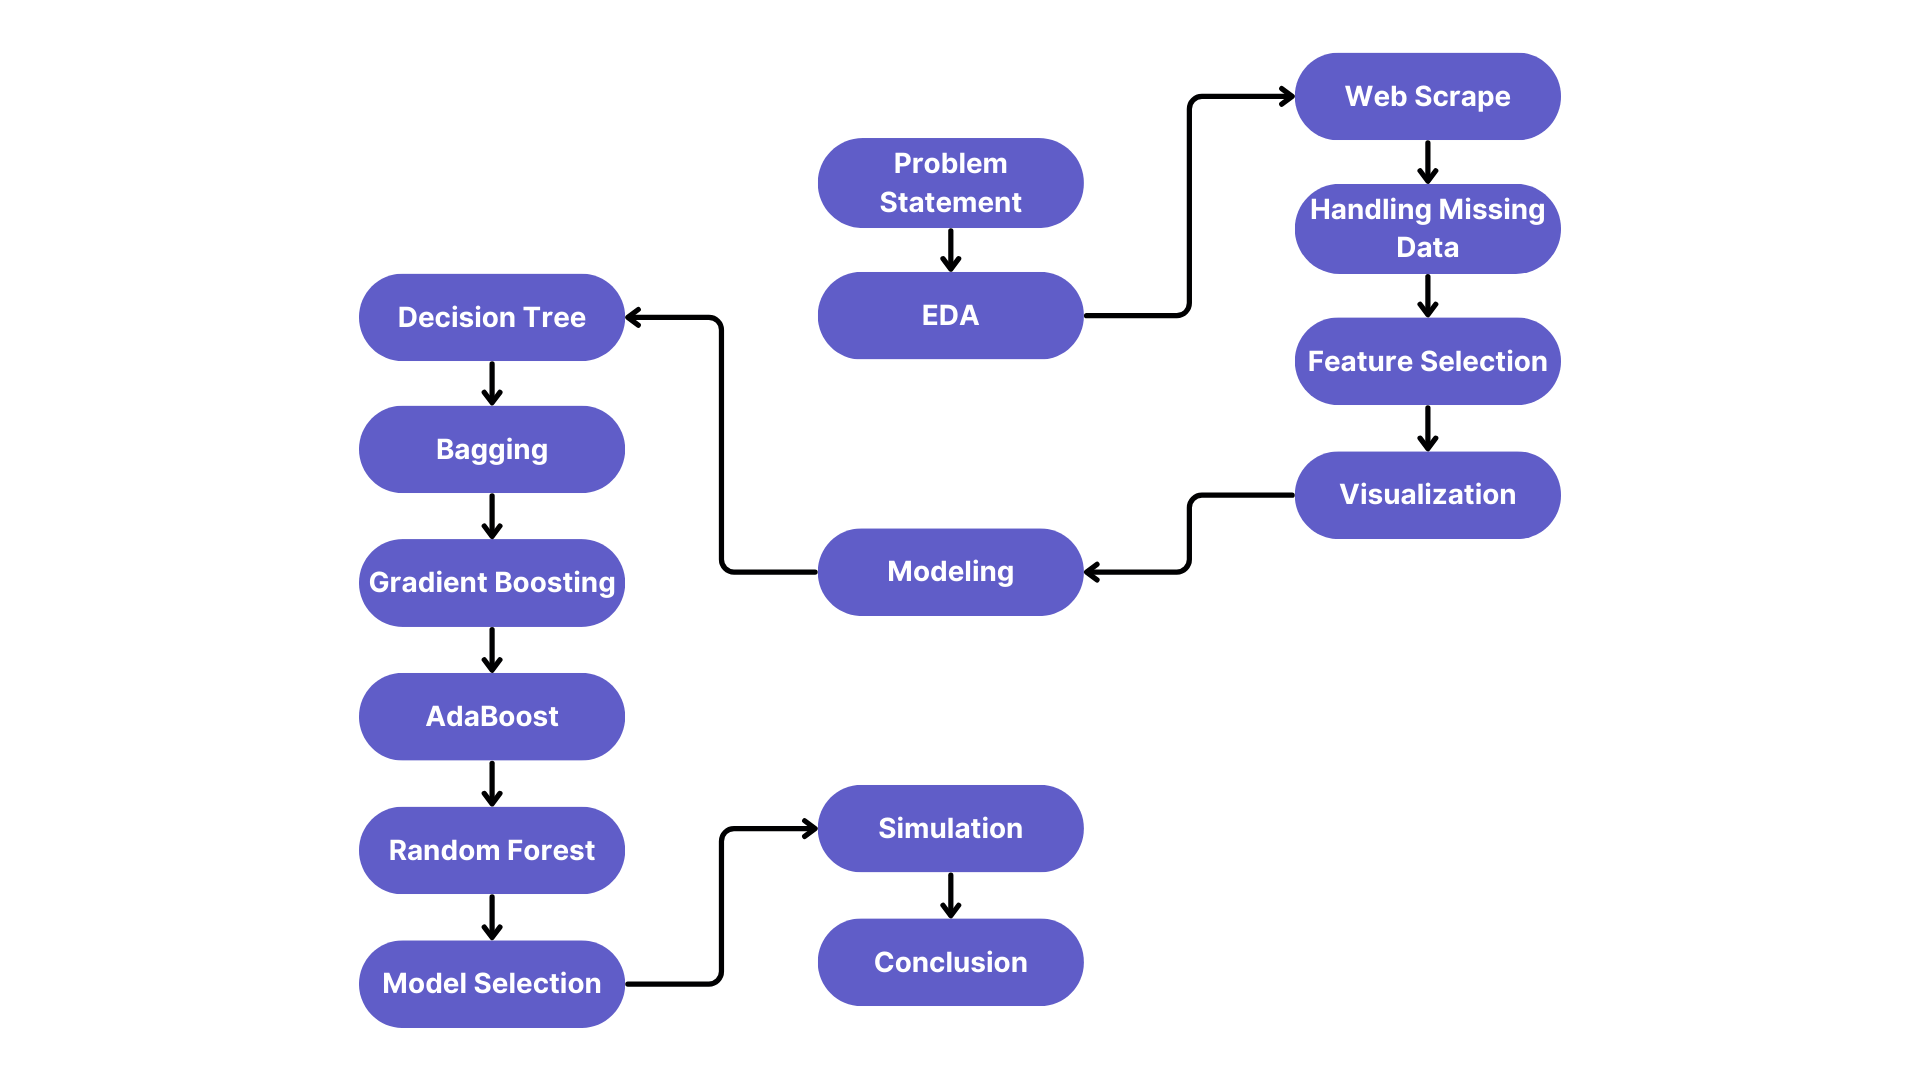 Problem
Statement
EDA
Web Scrape
Handling Missing
Data
Feature Selection
Visualization
Modeling
Decision Tree
Bagging
Gradient Boosting
AdaBoost
Random Forest
Model Selection
Simulation
Conclusion